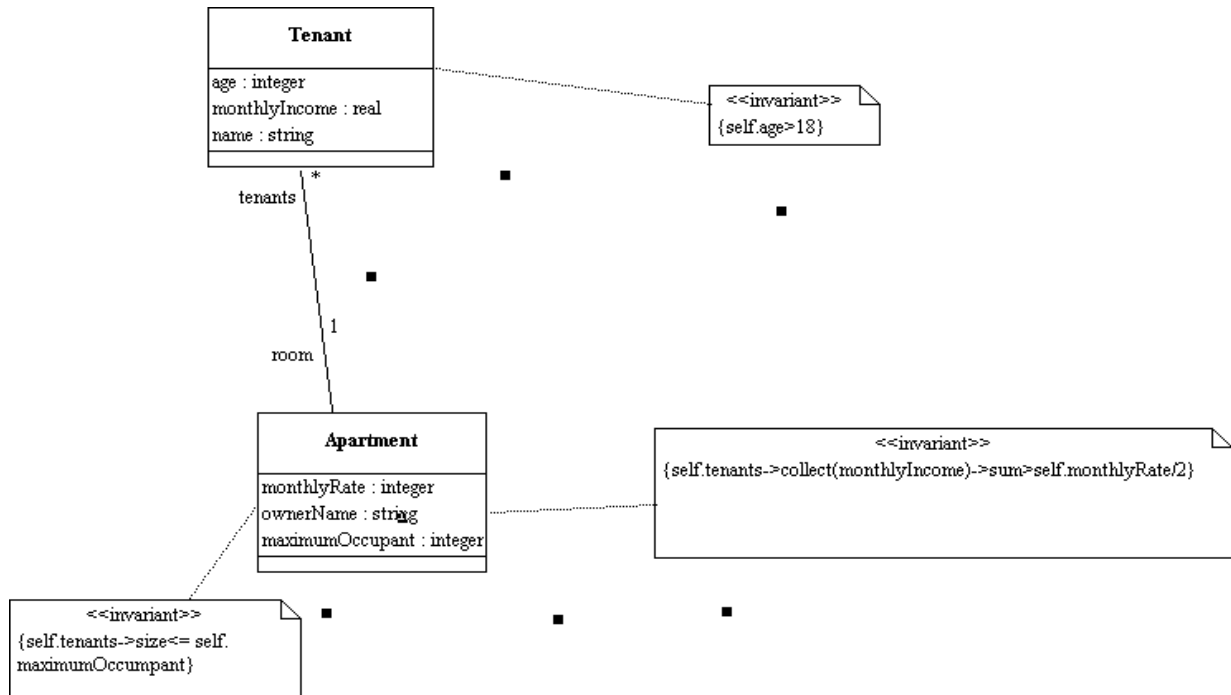 Tenant
age : integer
monthlyIncome : real
name : string
<<invariant>>
{self.age>18}
*
tenants
1
room
Apartment
monthlyRate : integer
ownerName : string
maximumOccupant : integer
<<invariant>>
{self.tenants->collect(monthlyIncome)->sum>self.monthlyRate/2}
<<invariant>>
{self.tenants->size<= self.
maximumOccumpant}